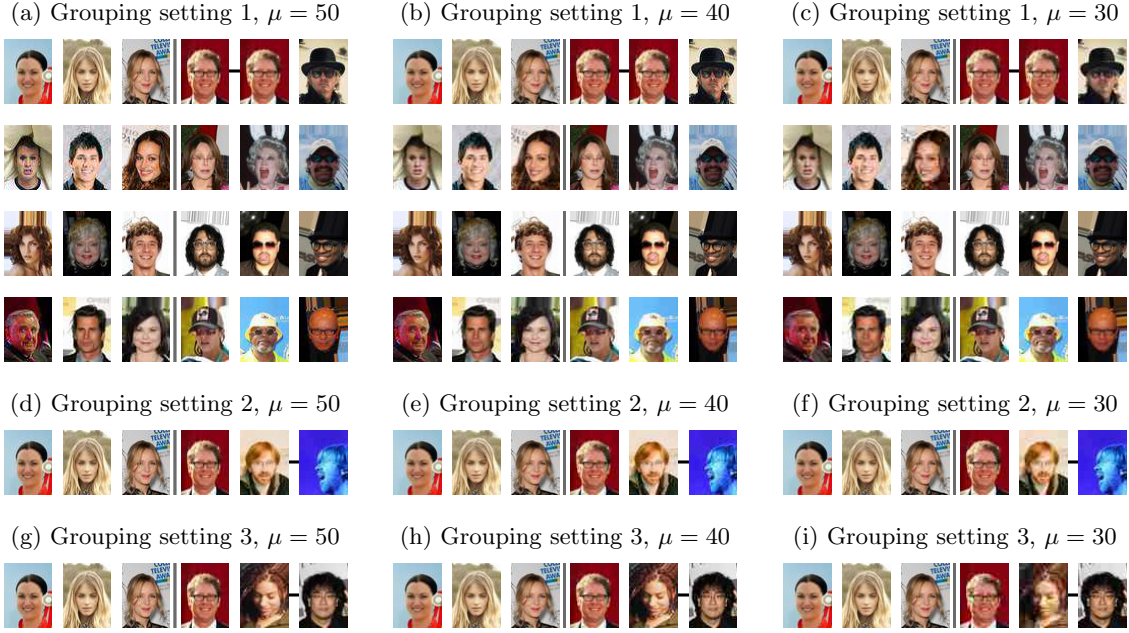 (a) Grouping setting 1, μ = 50
(b) Grouping setting 1, μ = 40
(c) Grouping setting 1, μ = 30
(d) Grouping setting 2, μ = 50
(e) Grouping setting 2, μ = 40
(f) Grouping setting 2, μ = 30
(g) Grouping setting 3, μ = 50
(h) Grouping setting 3, μ = 40
(i) Grouping setting 3, μ = 30